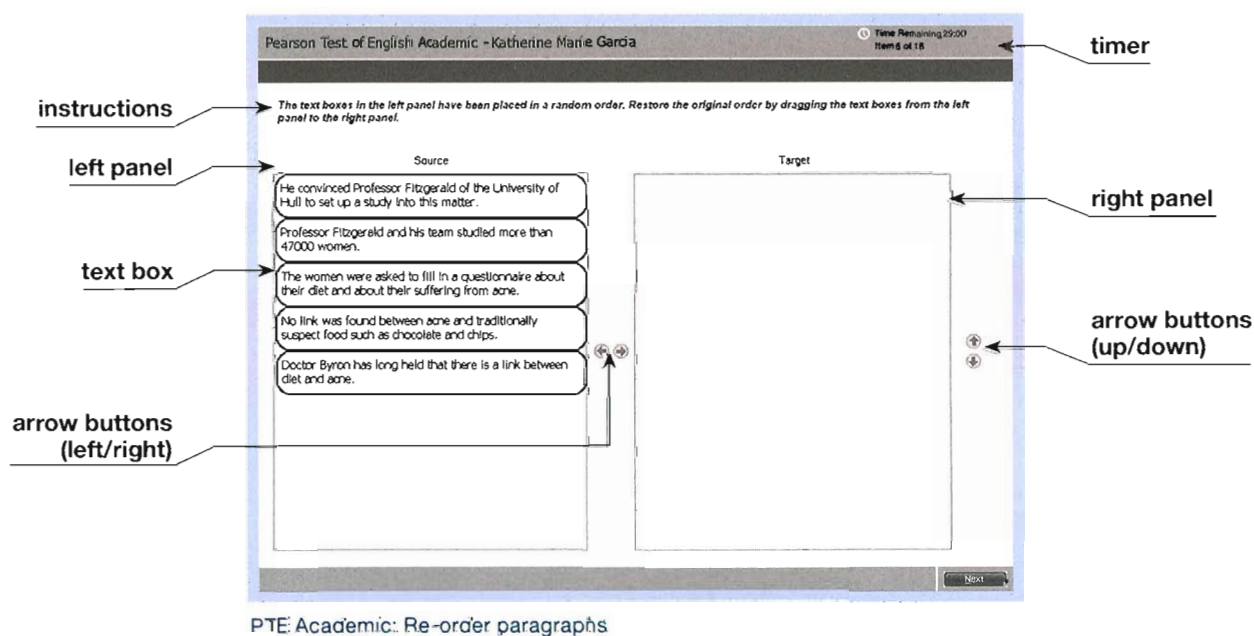 Pearson Test of English Academic - Katherine Marie Garcia
Time Remaining 29:00
Item 6 of 18
timer
instructions
The text boxes in the left panel have been placed in a random order. Restore the original order by dragging the text boxes from the left
panel to the right panel.
left panel
Source
Target
He convinced Professor Fitzgerald of the University of
Hull to set up a study into this matter.
right panel
Professor Fitzgerald and his team studied more than
47000 women.
text box
The women were asked to fill in a questionnaire about
their diet and about their suffering from acne.
No link was found between acne and traditionally
suspect food such as chocolate and chips.
arrow buttons
(up/down)
Doctor Byron has long held that there is a link between
diet and acne.
arrow buttons
(left/right)
Next
PTE Academic: Re-order paragraphs